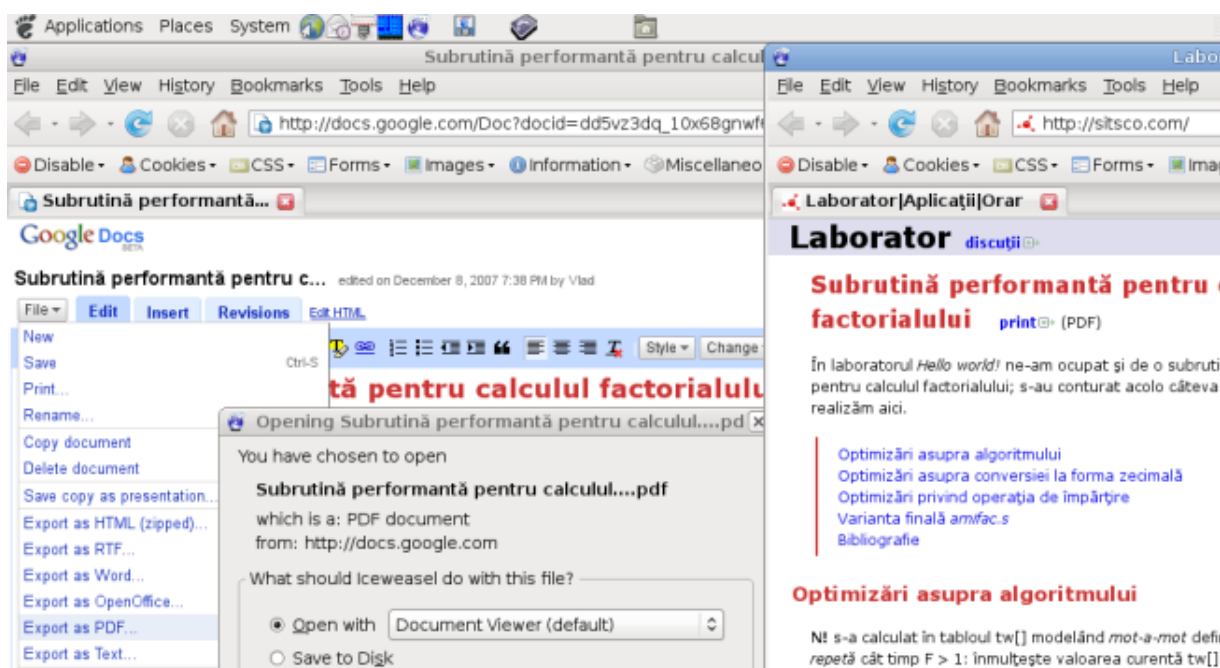 Applications Places System
Subrutină performantă pentru calcul
File Edit View History Bookmarks Tools Help
http://docs.google.com/Doc?docid=dd5vz3dq_10x68gnwf
Disable Cookies CSS Forms Images Information Miscellaneo
Subrutină performantă...
Google Docs
BETA
Subrutină performantă pentru c... edited on December 8, 2007 7:38 PM by Vlad
File Edit Insert Revisions Edit HTML
New
Save Ctrl-S
Print...
Rename...
Copy document
Delete document
Save copy as presentation...
Export as HTML (zipped)...
Export as RTF...
Export as Word...
Export as OpenOffice...
Export as PDF...
Export as Text...
Style Change
tă pentru calculul factorialulu
Opening Subrutină performantă pentru calculul....pd
You have chosen to open
Subrutină performantă pentru calculul....pdf
which is a: PDF document
from: http://docs.google.com
What should Iceweasel do with this file?
Open with Document Viewer (default)
Save to Disk
Labo
File Edit View History Bookmarks Tools Help
http://sitsco.com/
Disable Cookies CSS Forms Ima
Laborator|Aplicaţii|Orar
Laborator discuţii
Subrutină performantă pentru
factorialului print (PDF)
În laboratorul Hello world! ne-am ocupat şi de o subruti
pentru calculul factorialului; s-au conturat acolo câteva
realizăm aici.
Optimizări asupra algoritmului
Optimizări asupra conversiei la forma zecimală
Optimizări privind operaţia de împărţire
Varianta finală amifac.s
Bibliografie
Optimizări asupra algoritmului
N! s-a calculat în tabloul tw[] modelând mot-a-mot defi
repetă cât timp F > 1: înmulţeşte valoarea curentă tw[]